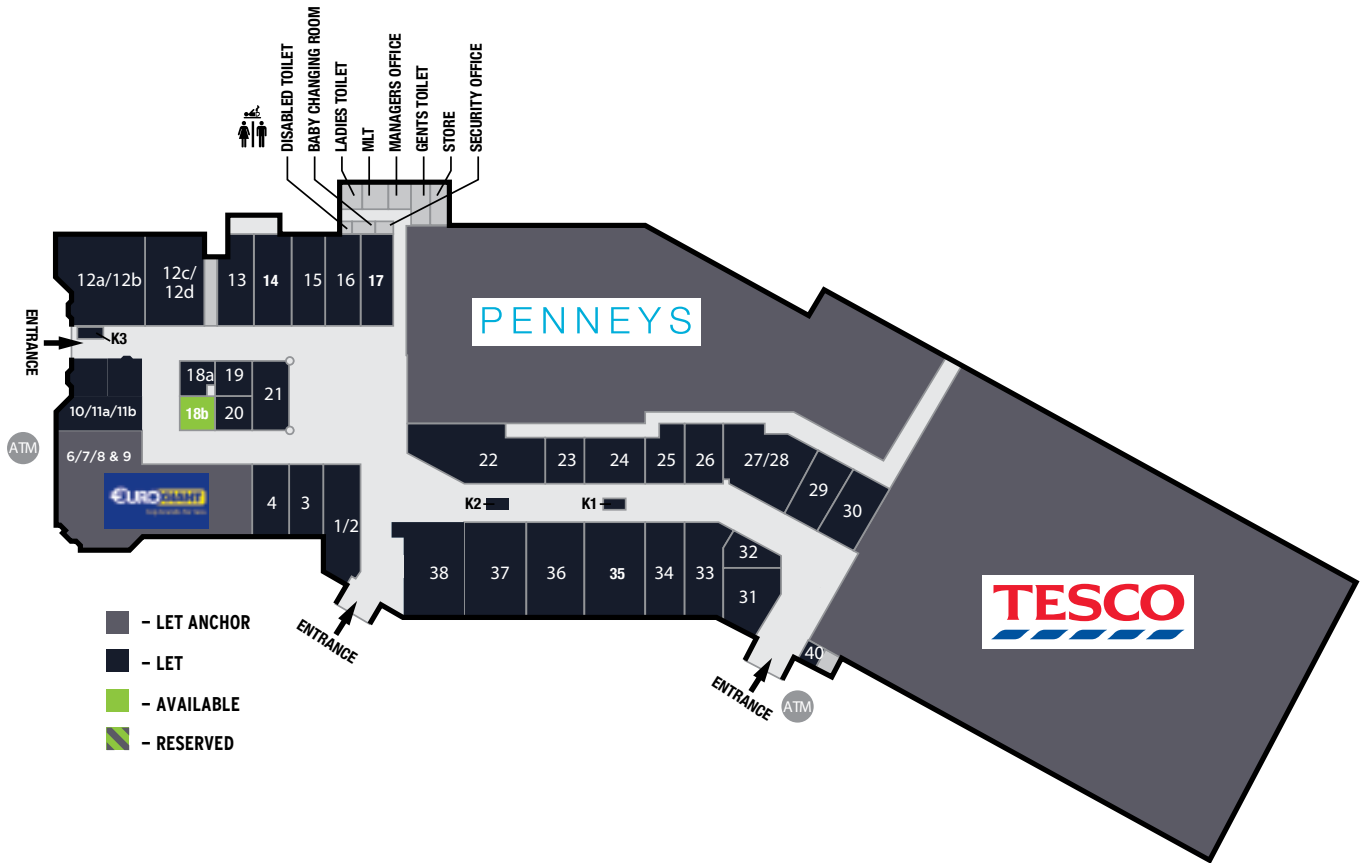 DISABLED TOILET
BABY CHANGING ROOM
LADIES TOILET
MLT
MANAGERS OFFICE
GENTS TOILET
STORE
SECURITY OFFICE
12a/12b
12c/
12d
13
14
15
16
17
PENNEYS
ENTRANCE
K3
18a
19
21
18b
20
10/11a/11b
ATM
6/7/8 & 9
EUROGIANT
4
3
1/2
22
23
24
25
26
27/28
29
30
K2
K1
38
37
36
35
34
33
32
31
40
TESCO
ENTRANCE
ENTRANCE
ATM
– LET ANCHOR
– LET
– AVAILABLE
– RESERVED